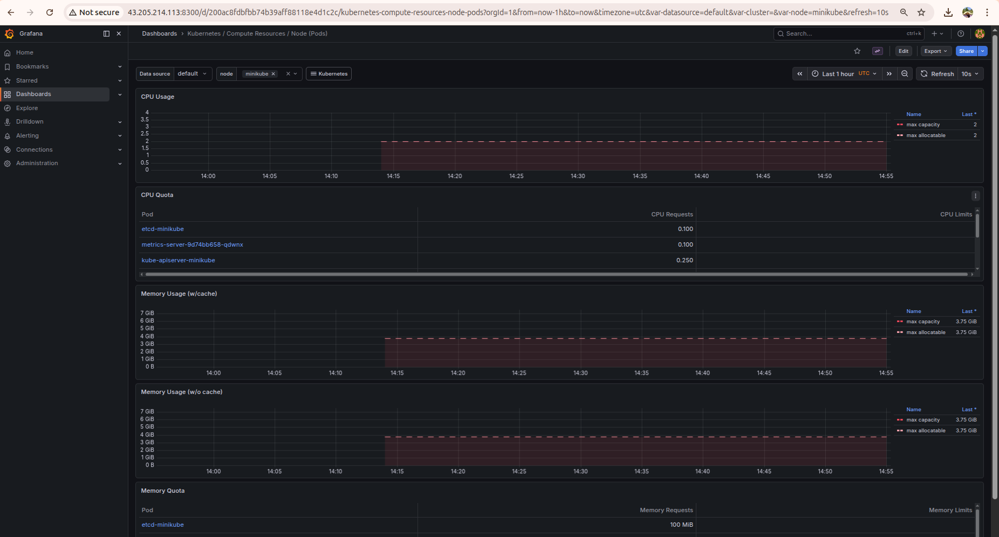 Not secure 43.205.214.113:8300/d/200ac8fdbfbb74b39aff88118e4d1c2c/kubernetes-compute-resources-node-pods?orgId=1&from=now-1h&to=now&timezone=utc&var-datasource=default&var-cluster=&var-node=minikube&refresh=10s
Grafana
Dashboards › Kubernetes / Compute Resources / Node (Pods)
Search... ctrl+k
Home
Bookmarks
Starred
Dashboards
Explore
Drilldown
Alerting
Connections
Administration
Edit Export Share
Data source default node minikube Kubernetes
Last 1 hour UTC Refresh 10s
CPU Usage
4
3.5
3
2.5
2
1.5
1
0.5
0
14:00 14:05 14:10 14:15 14:20 14:25 14:30 14:35 14:40 14:45 14:50 14:55
Name Last *
max capacity 2
max allocatable 2
CPU Quota
Pod CPU Requests CPU Limits
etcd-minikube 0.100
metrics-server-9d74bb658-qdwnx 0.100
kube-apiserver-minikube 0.250
Memory Usage (w/cache)
7 GiB
6 GiB
5 GiB
4 GiB
3 GiB
2 GiB
1 GiB
0 B
14:00 14:05 14:10 14:15 14:20 14:25 14:30 14:35 14:40 14:45 14:50 14:55
Name Last *
max capacity 3.75 GiB
max allocatable 3.75 GiB
Memory Usage (w/o cache)
7 GiB
6 GiB
5 GiB
4 GiB
3 GiB
2 GiB
1 GiB
0 B
14:00 14:05 14:10 14:15 14:20 14:25 14:30 14:35 14:40 14:45 14:50 14:55
Name Last *
max capacity 3.75 GiB
max allocatable 3.75 GiB
Memory Quota
Pod Memory Requests Memory Limits
etcd-minikube 100 MiB